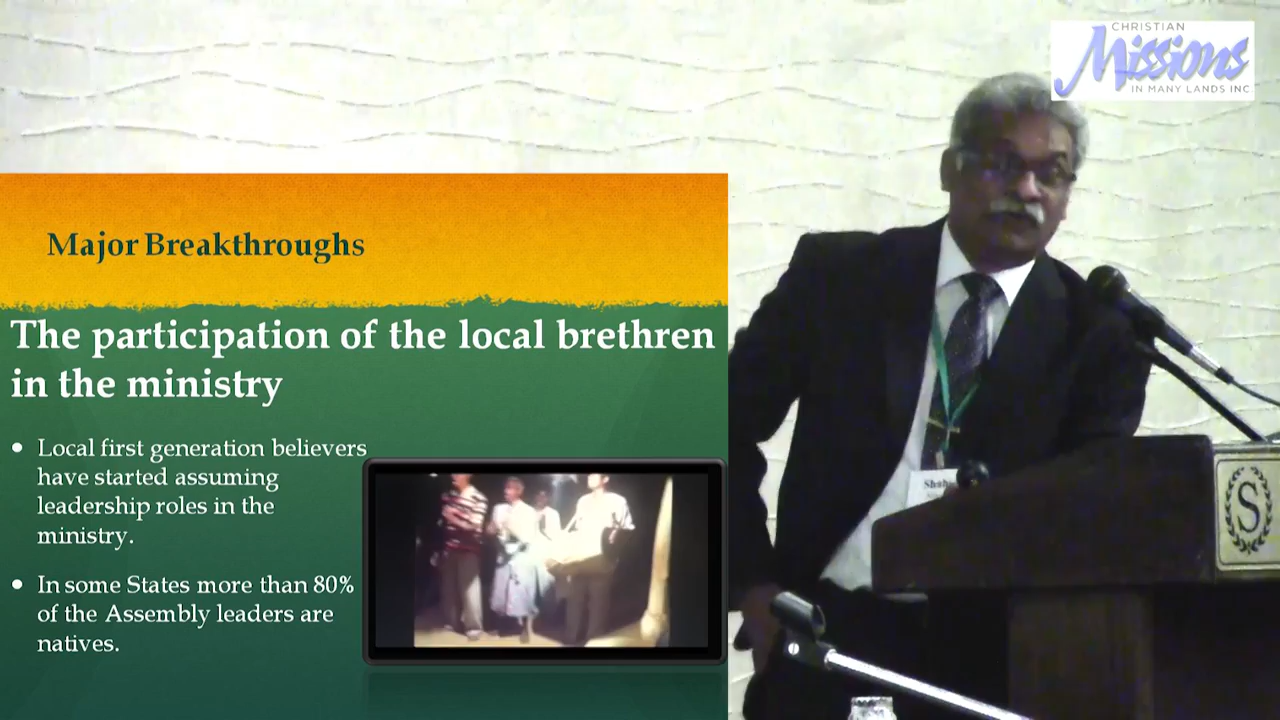 CHRISTIAN
Missions
IN MANY LANDS INC
Major Breakthroughs
The participation of the local brethren
in the ministry
• Local first generation believers
have started assuming
leadership roles in the
ministry.
• In some States more than 80%
of the Assembly leaders are
natives.
S